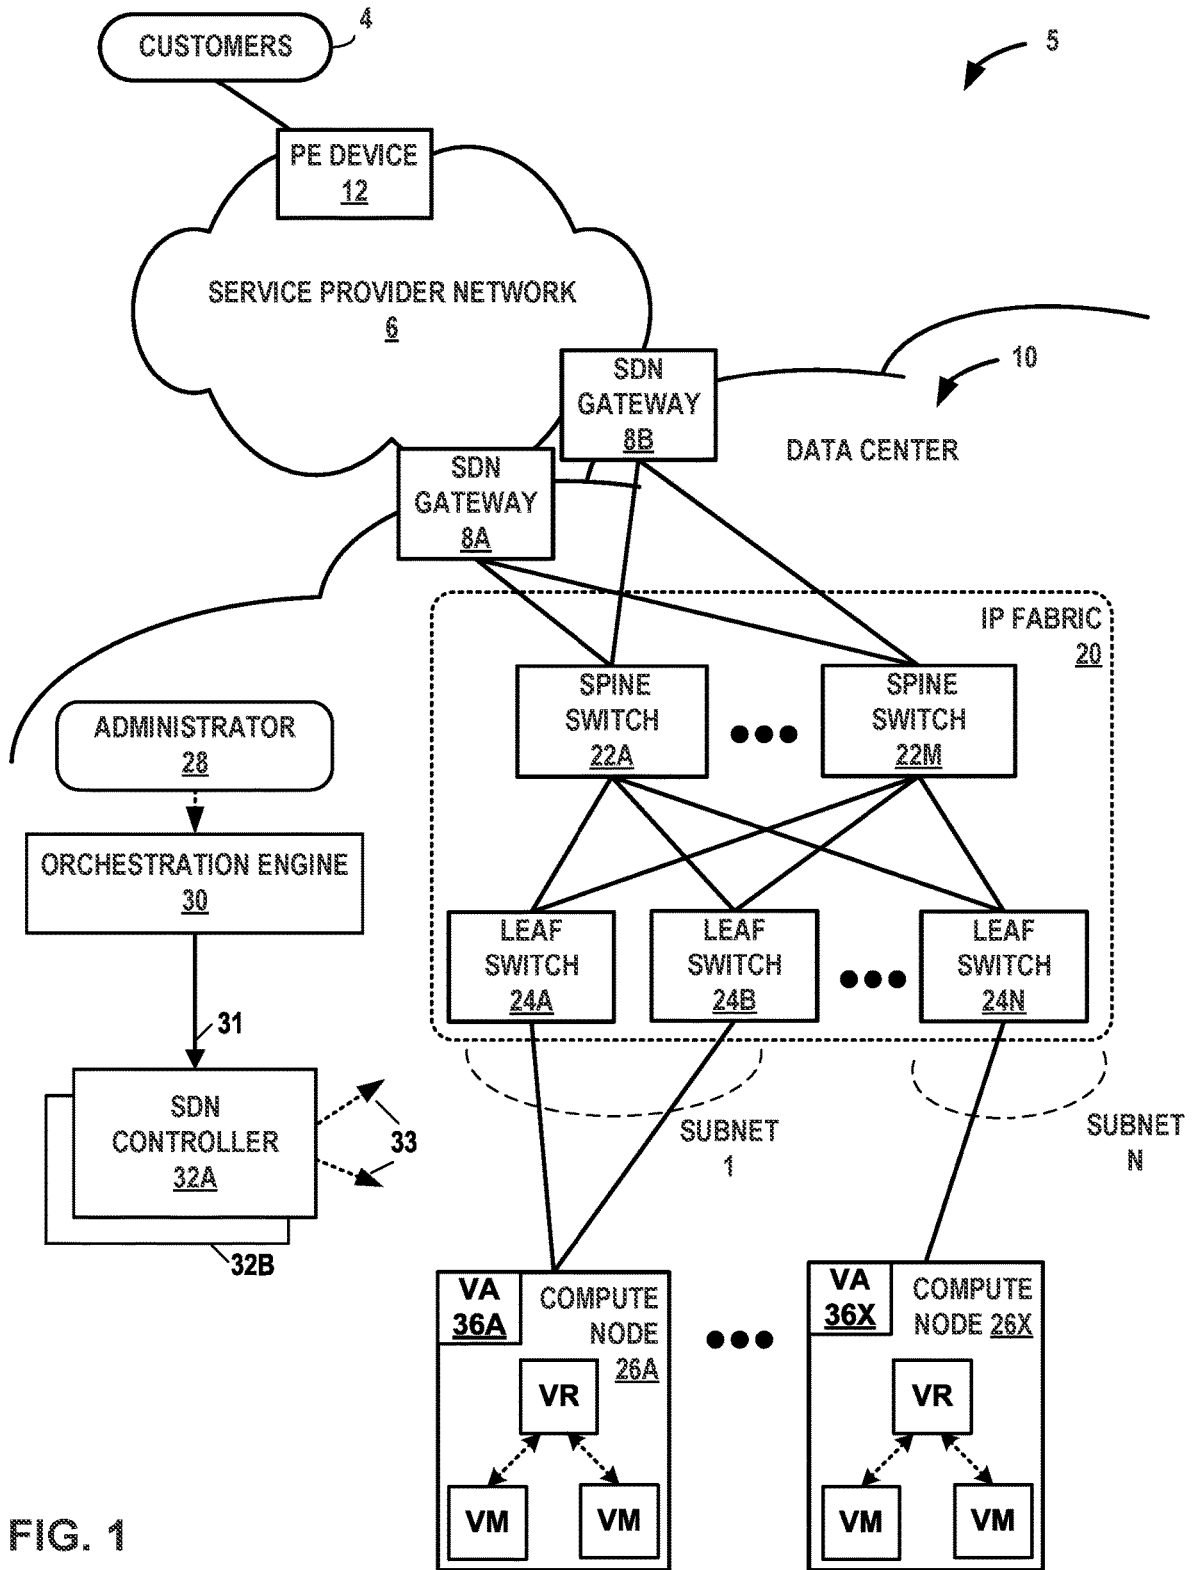 CUSTOMERS
4
5
PE DEVICE
12
SERVICE PROVIDER NETWORK
6
SDN
GATEWAY
8B
10
DATA CENTER
SDN
GATEWAY
8A
IP FABRIC
20
SPINE
SWITCH
22A
SPINE
SWITCH
22M
ADMINISTRATOR
28
ORCHESTRATION ENGINE
30
LEAF
SWITCH
24A
LEAF
SWITCH
24B
LEAF
SWITCH
24N
31
SDN
CONTROLLER
32A
33
32B
SUBNET
1
SUBNET
N
VA
36A
COMPUTE
NODE
26A
VR
VM
VM
VA
36X
COMPUTE
NODE 26X
VR
VM
VM
FIG. 1